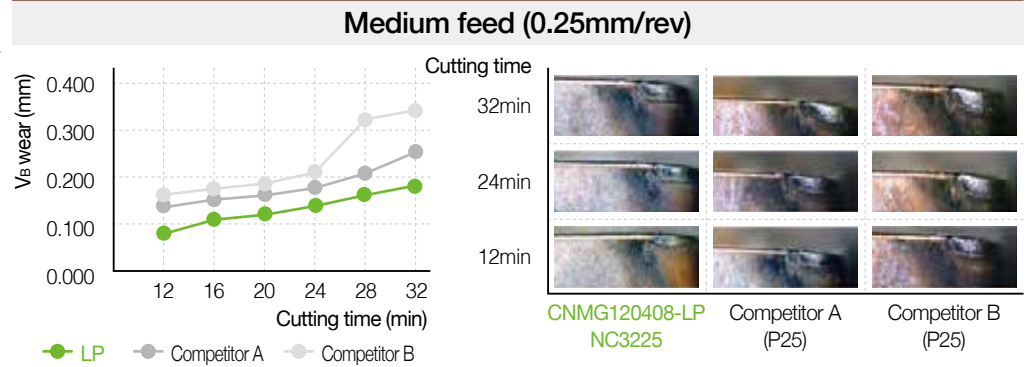 Medium feed (0.25mm/rev)
VB wear (mm)
0.400
0.300
0.200
0.100
0.000
12 16 20 24 28 32
Cutting time (min)
LP Competitor A Competitor B
Cutting time
32min
24min
12min
CNMG120408-LP
NC3225
Competitor A
(P25)
Competitor B
(P25)